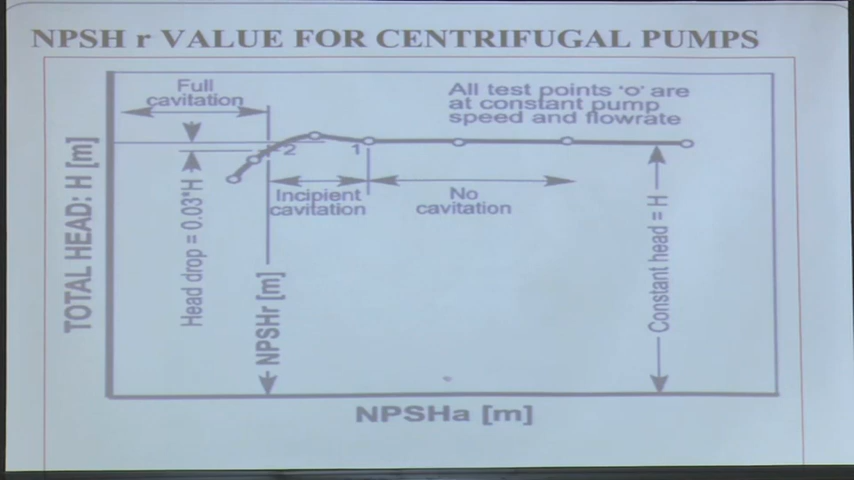 NPSH r VALUE FOR CENTRIFUGAL PUMPS
Full
cavitation
All test points 'o' are
at constant pump
speed and flowrate
2
1
Incipient
cavitation
No
cavitation
TOTAL HEAD: H [m]
Head drop = 0.03*H
NPSHr [m]
Constant head = H
NPSHa [m]